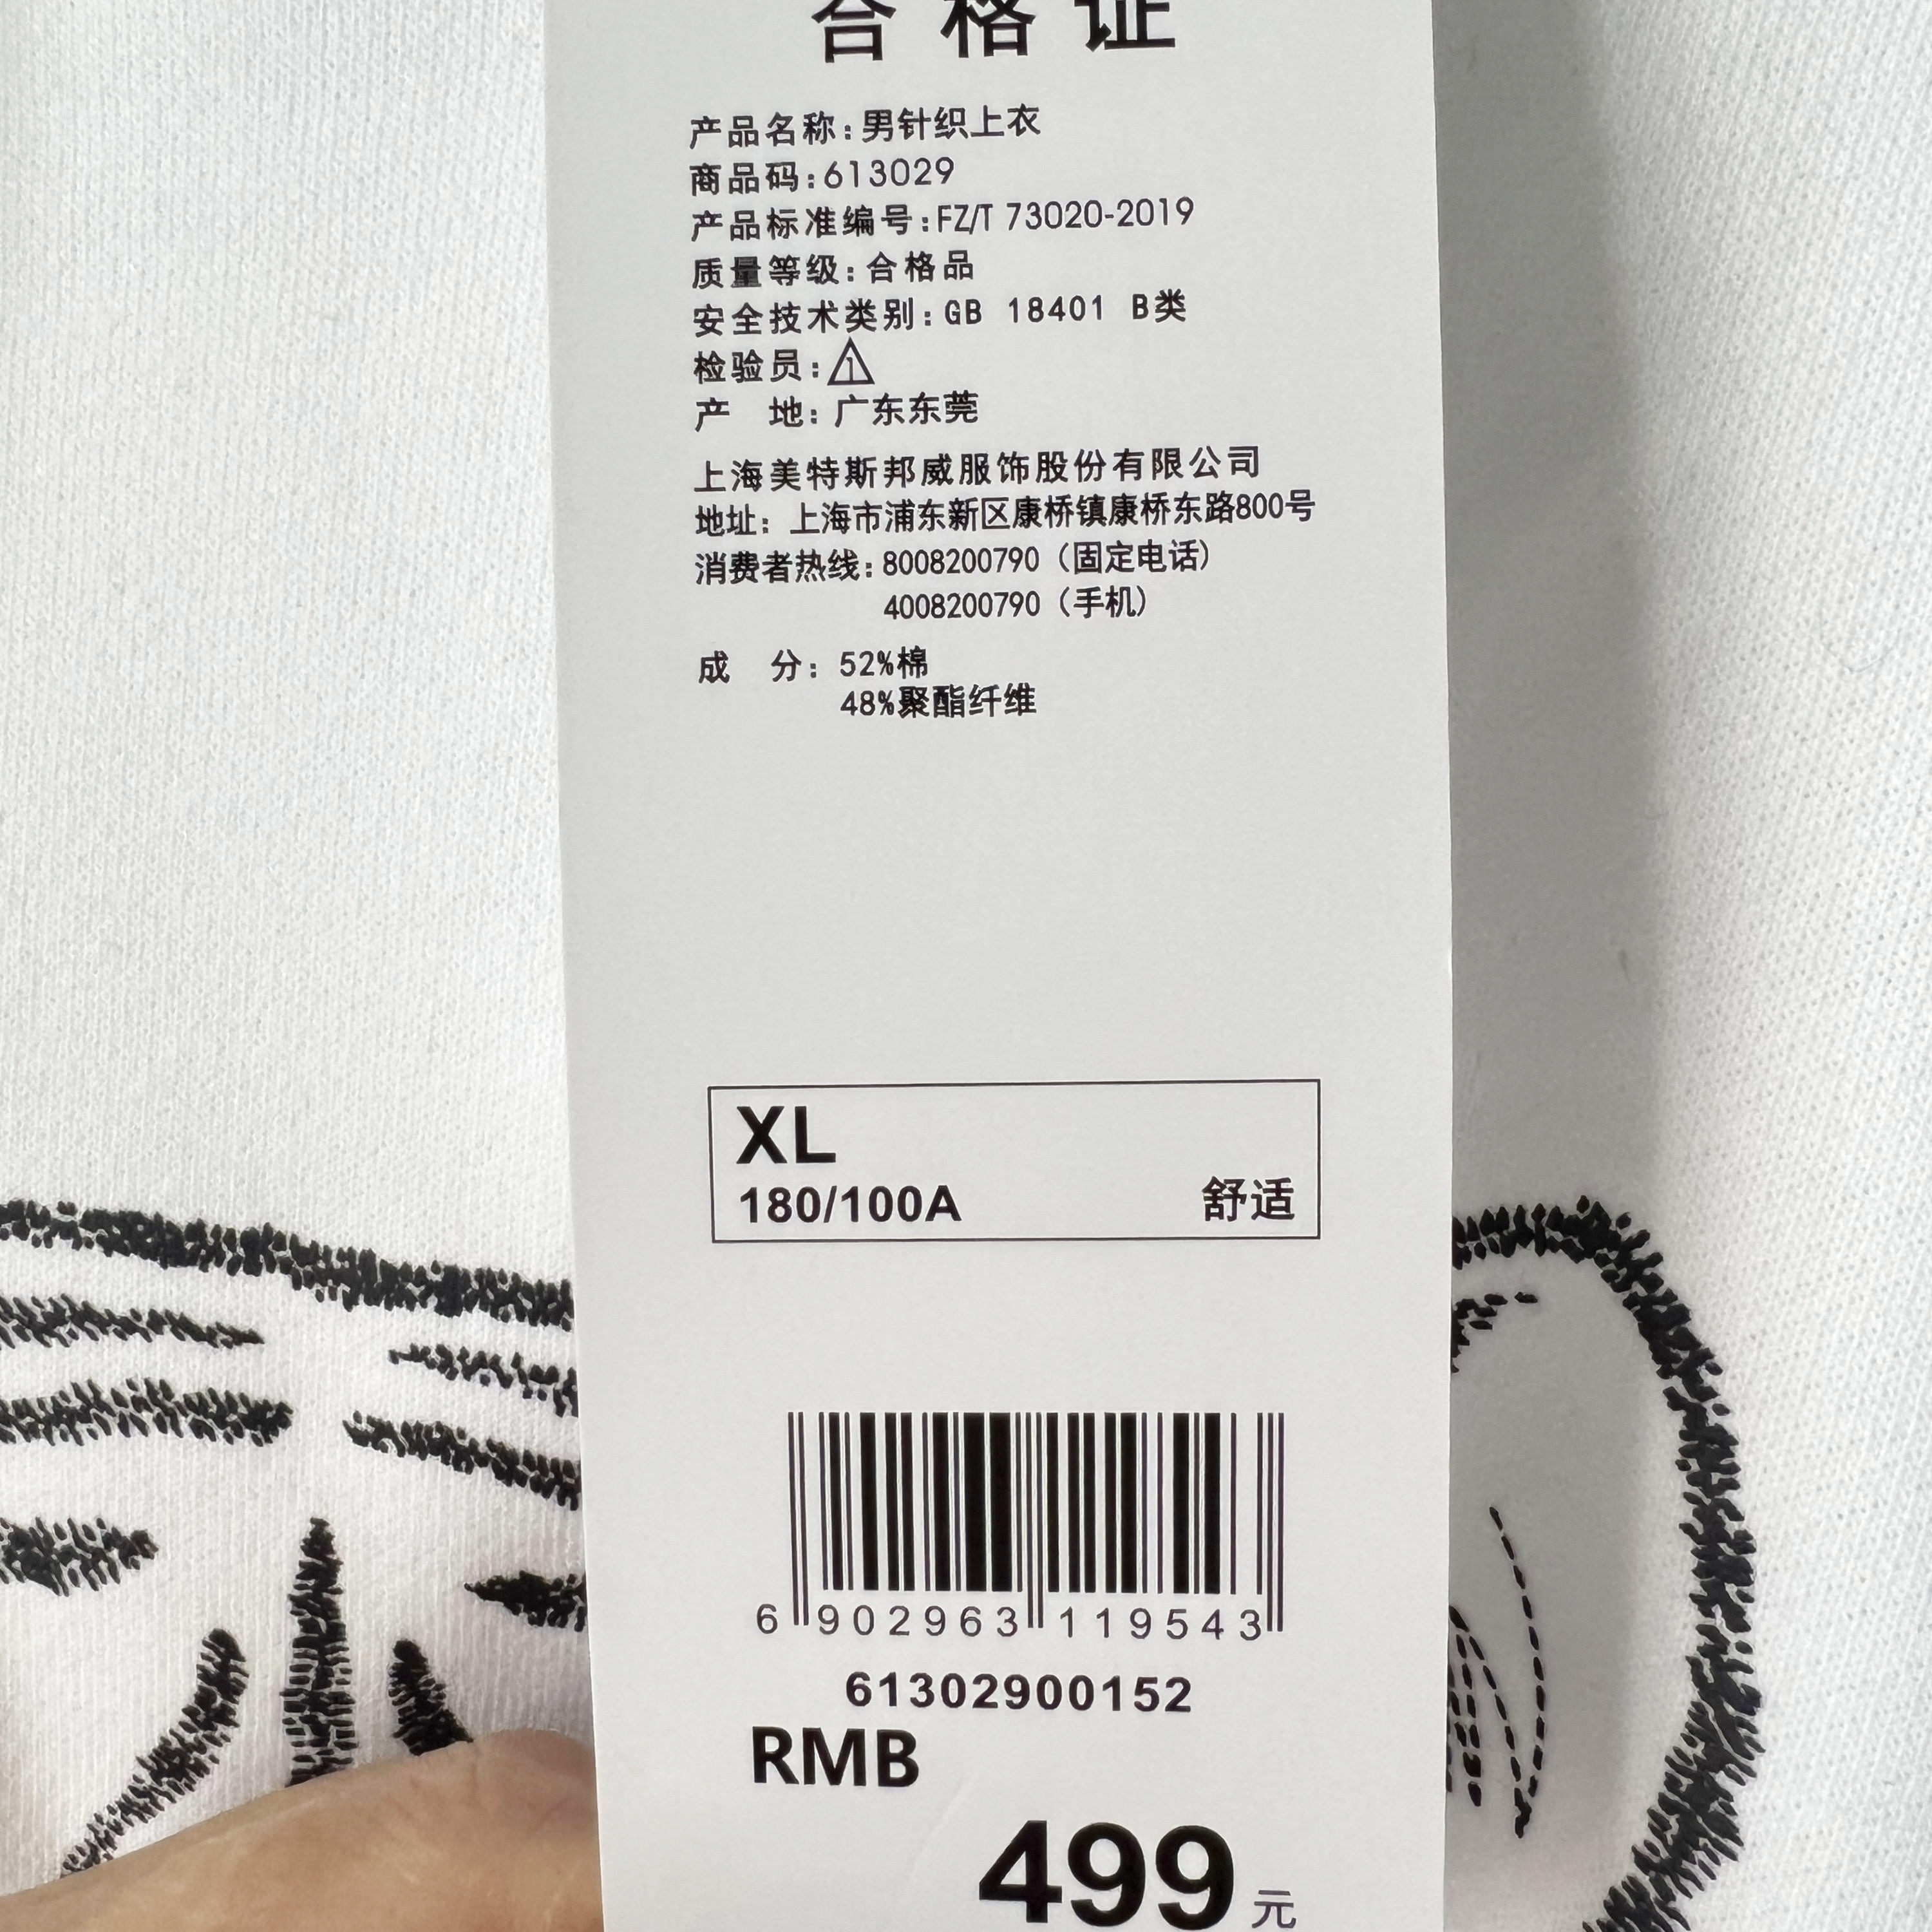 合格证
产品名称:男针织上衣
商品码:613029
产品标准编号:FZ/T 73020-2019
质量等级:合格品
安全技术类别:GB 18401 B类
检验员:1
产 地:广东东莞
上海美特斯邦威服饰股份有限公司
地址:上海市浦东新区康桥镇康桥东路800号
消费者热线:8008200790(固定电话)
4008200790(手机)
成 分:52%棉
48%聚酯纤维
XL
180/100A 舒适
6 902963 119543
61302900152
RMB
499元